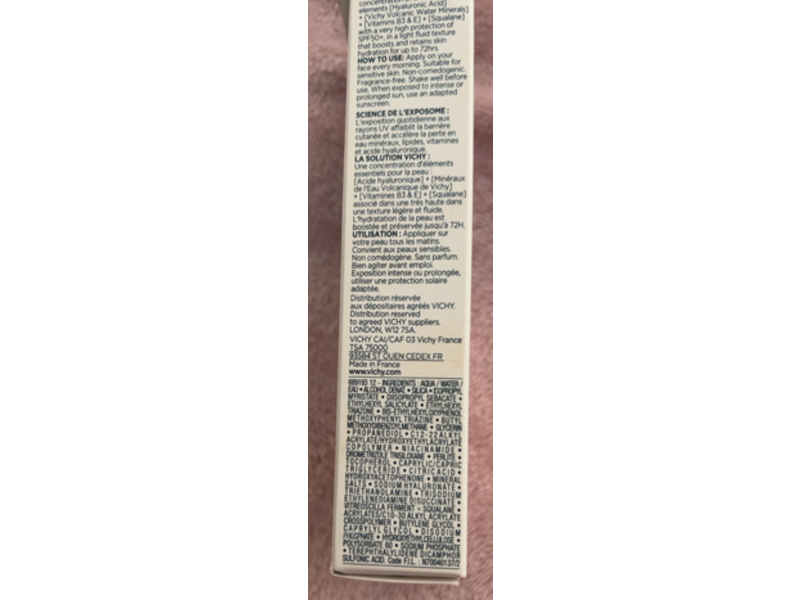 elements [Hyaluronic Acid]
+ [Vichy Volcanic Water Minerals]
+ [Vitamins B3 & E] + [Squalane]
with a very high protection of
SPF50+, in a light fluid texture
that boosts and retains skin
hydration for up to 72hrs.
HOW TO USE: Apply on your
face every morning. Suitable for
sensitive skin. Non-comedogenic.
Fragrance-free. Shake well before
use. When exposed to intense or
prolonged sun, use an adapted
sunscreen.
SCIENCE DE L'EXPOSOME :
L'exposition quotidienne aux
rayons UV affaiblit la barrière
cutanée et accélère la perte en
eau minéraux, lipides, vitamines
et acide hyaluronique.
LA SOLUTION VICHY :
Une concentration d'éléments
essentiels pour la peau :
[Acide hyaluronique] + [Minéraux
de l'Eau Volcanique de Vichy]
+ [Vitamines B3 & E] + [Squalane]
associé dans une très haute dans
une texture légère et fluide.
L'hydratation de la peau est
boostée et préservée jusqu'à 72H.
UTILISATION : Appliquer sur
votre peau tous les matins.
Convient aux peaux sensibles.
Non comédogène. Sans parfum.
Bien agiter avant emploi.
Exposition intense ou prolongée,
utiliser une protection solaire
adaptée.
Distribution réservée
aux dépositaires agréés VICHY.
Distribution reserved
to agreed VICHY suppliers.
LONDON, W12 7SA.
VICHY CAI/CAF 03 Vichy France
TSA 75000
93584 ST OUEN CEDEX FR
Made in France
www.vichy.com
689193 12 - INGREDIENTS : AQUA / WATER /
EAU • ALCOHOL DENAT. • SILICA • ISOPROPYL
MYRISTATE • DIISOPROPYL SEBACATE •
ETHYLHEXYL SALICYLATE • ETHYLHEXYL
TRIAZONE • BIS-ETHYLHEXYLOXYPHENOL
METHOXYPHENYL TRIAZINE • BUTYL
METHOXYDIBENZOYLMETHANE • GLYCERIN
• PROPANEDIOL • C12-22 ALKYL
ACRYLATE/HYDROXYETHYLACRYLATE
COPOLYMER • NIACINAMIDE •
DROMETRIZOLE TRISILOXANE • PERLITE •
TOCOPHEROL • CAPRYLIC/CAPRIC
TRIGLYCERIDE • CITRIC ACID •
HYDROXYACETOPHENONE • MINERAL
SALTS • SODIUM HYALURONATE •
TRIETHANOLAMINE • TRISODIUM
ETHYLENEDIAMINE DISUCCINATE •
VITREOSCILLA FERMENT • SQUALANE •
ACRYLATES/C10-30 ALKYL ACRYLATE
CROSSPOLYMER • BUTYLENE GLYCOL •
CAPRYLYL GLYCOL • DISODIUM
PHOSPHATE • HYDROXYETHYLCELLULOSE •
POLYSORBATE 60 • SODIUM PHOSPHATE
• TEREPHTHALYLIDENE DICAMPHOR
SULFONIC ACID. Code F.I.L. : N70040137/2